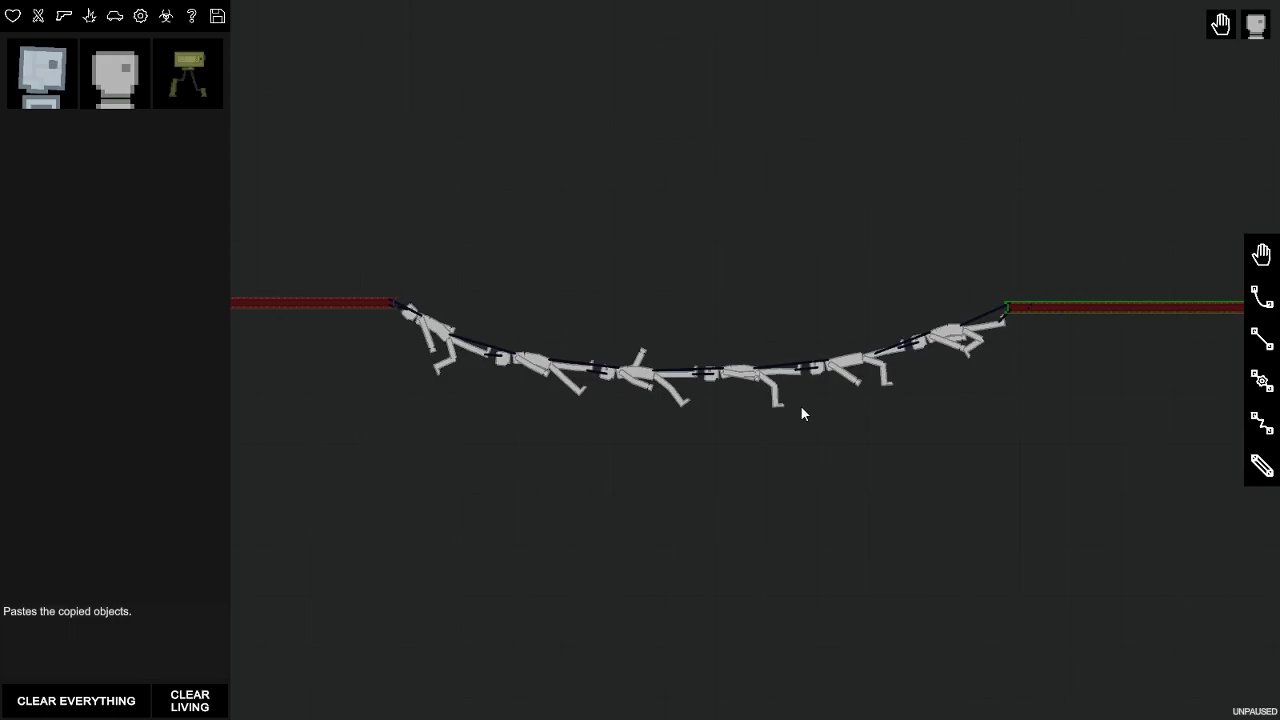 Pastes the copied objects.
CLEAR EVERYTHING
CLEAR
LIVING
UNPAUSED